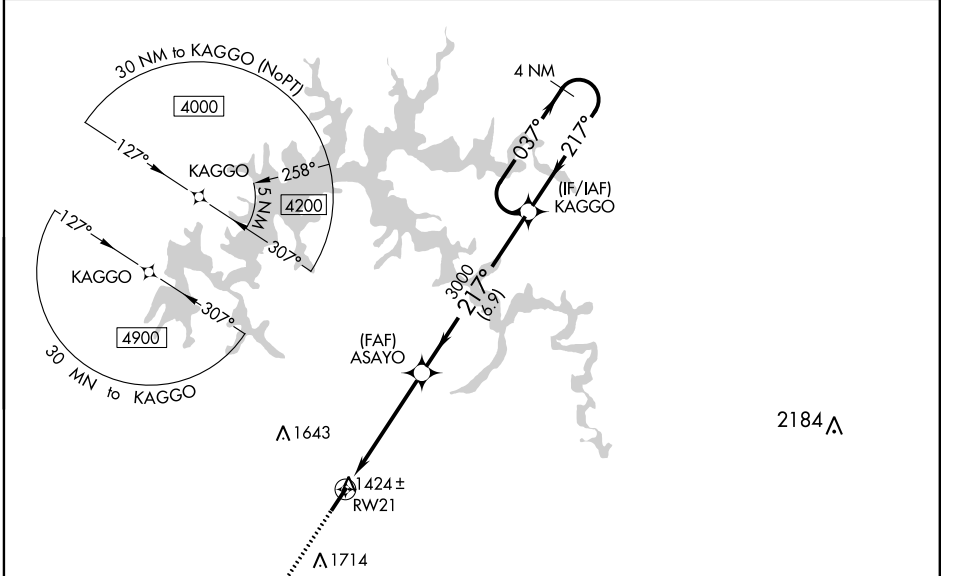 30 NM to KAGGO (NoPT)
4000
127°
KAGGO
258°
5 NM
4200
307°
127°
KAGGO
307°
4900
30 MN to KAGGO
4 NM
037°
217°
(IF/IAF)
KAGGO
3000
217°
(6.9)
(FAF)
ASAYO
1643
2184
1424 ±
RW21
1714